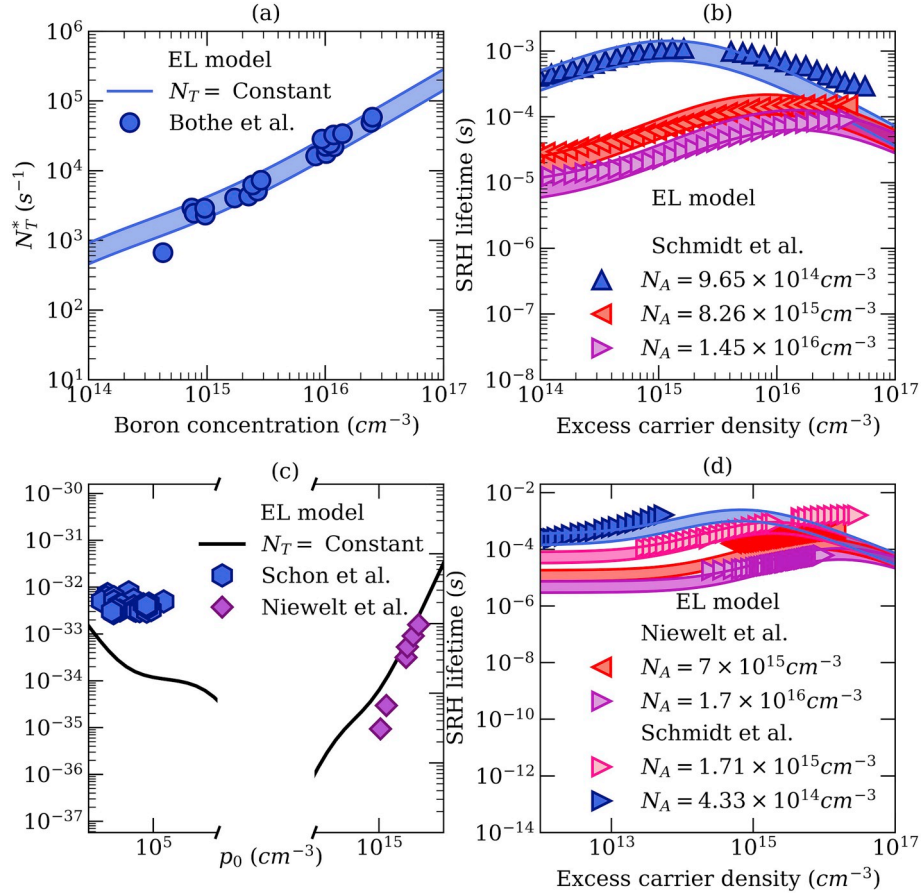 (a)
10^6
10^5
10^4
10^3
10^2
10^1
N_T^* (s^{-1})
EL model
N_T = Constant
Bothe et al.
10^14 10^15 10^16 10^17
Boron concentration (cm^{-3})
(b)
10^{-3}
10^{-4}
10^{-5}
10^{-6}
10^{-7}
10^{-8}
SRH lifetime (s)
EL model
Schmidt et al.
N_A = 9.65 × 10^{14}cm^{-3}
N_A = 8.26 × 10^{15}cm^{-3}
N_A = 1.45 × 10^{16}cm^{-3}
10^14 10^15 10^16 10^17
Excess carrier density (cm^{-3})
(c)
10^{-30}
10^{-31}
10^{-32}
10^{-33}
10^{-34}
10^{-35}
10^{-36}
10^{-37}
EL model
N_T = Constant
Schon et al.
Niewelt et al.
10^5 10^15
p_0 (cm^{-3})
(d)
10^{-2}
10^{-4}
10^{-6}
10^{-8}
10^{-10}
10^{-12}
10^{-14}
SRH lifetime (s)
EL model
Niewelt et al.
N_A = 7 × 10^{15}cm^{-3}
N_A = 1.7 × 10^{16}cm^{-3}
Schmidt et al.
N_A = 1.71 × 10^{15}cm^{-3}
N_A = 4.33 × 10^{14}cm^{-3}
10^13 10^15 10^17
Excess carrier density (cm^{-3})